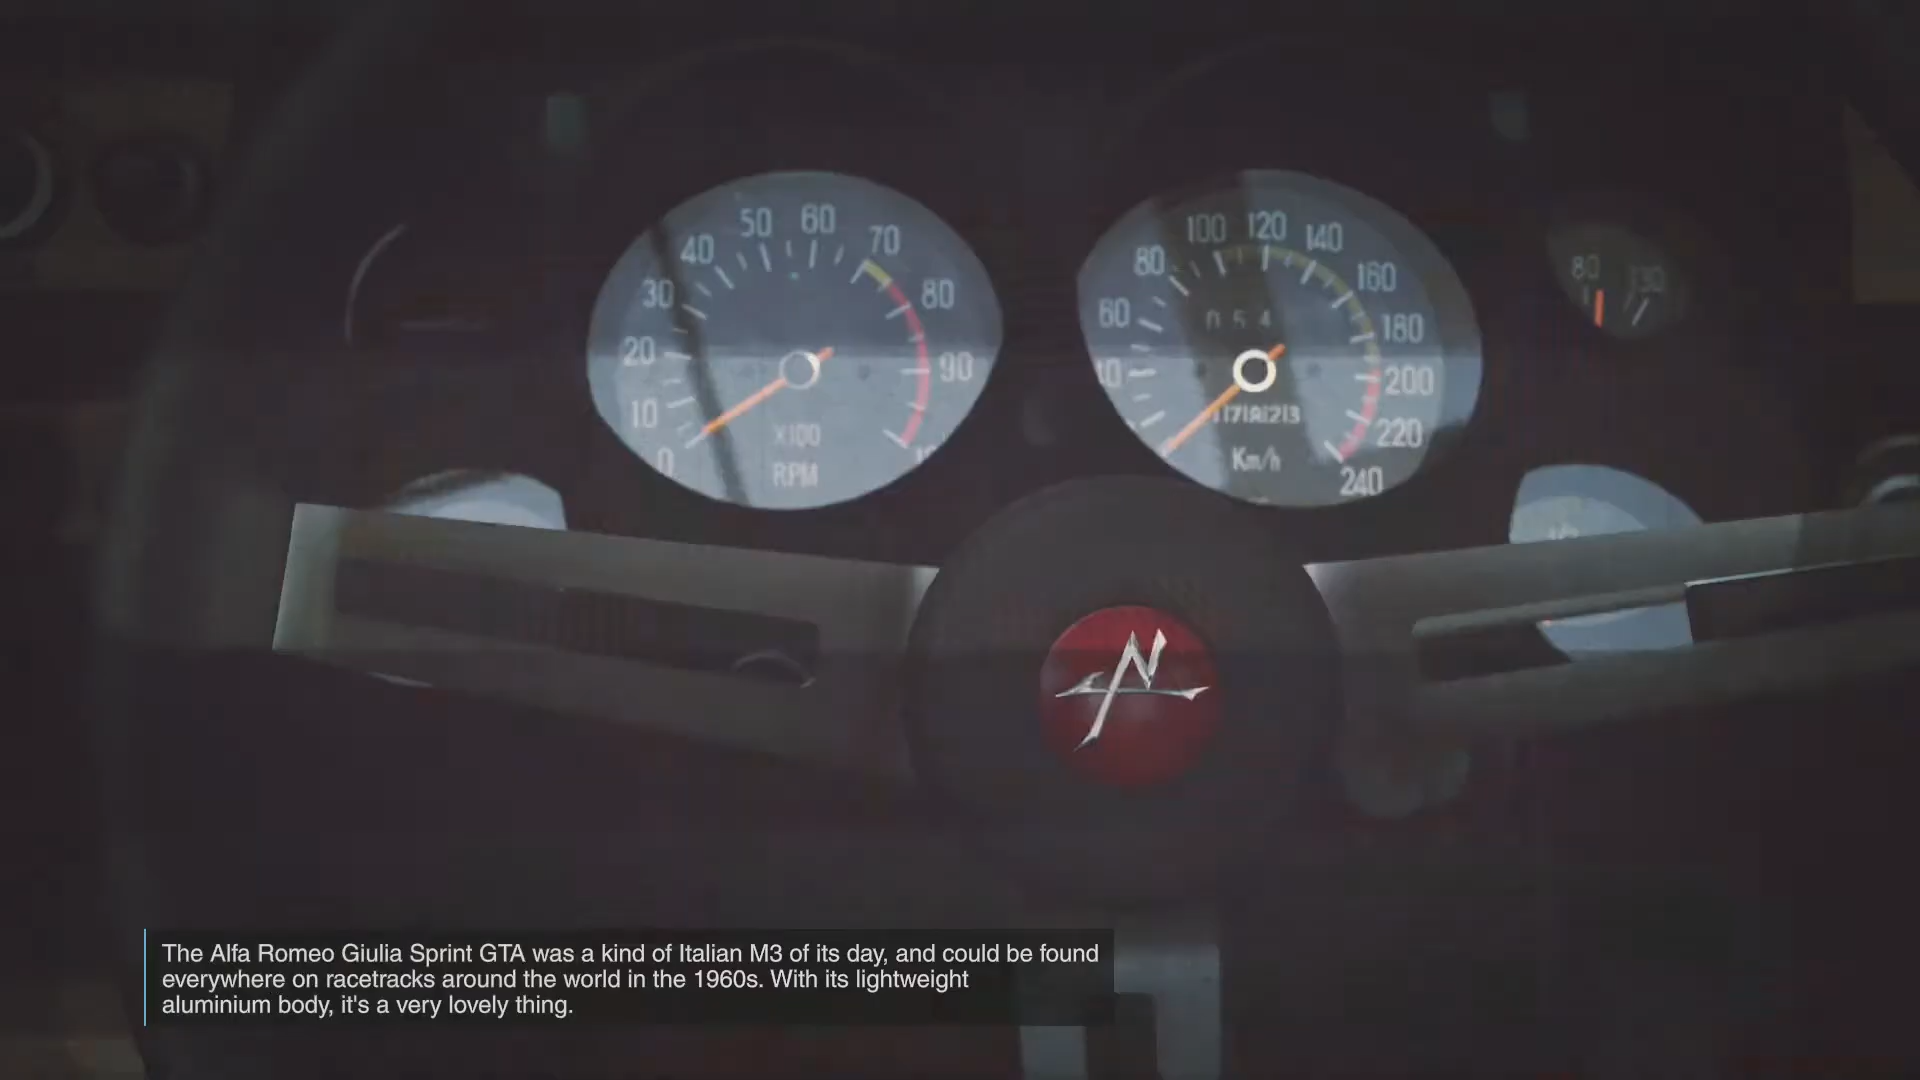 50 60
40 70
30 80
20 90
10
0
X100
RPM
100 120 140
80 160
60 180
200
220
240
Km/h
80 130
The Alfa Romeo Giulia Sprint GTA was a kind of Italian M3 of its day, and could be found
everywhere on racetracks around the world in the 1960s. With its lightweight
aluminium body, it's a very lovely thing.